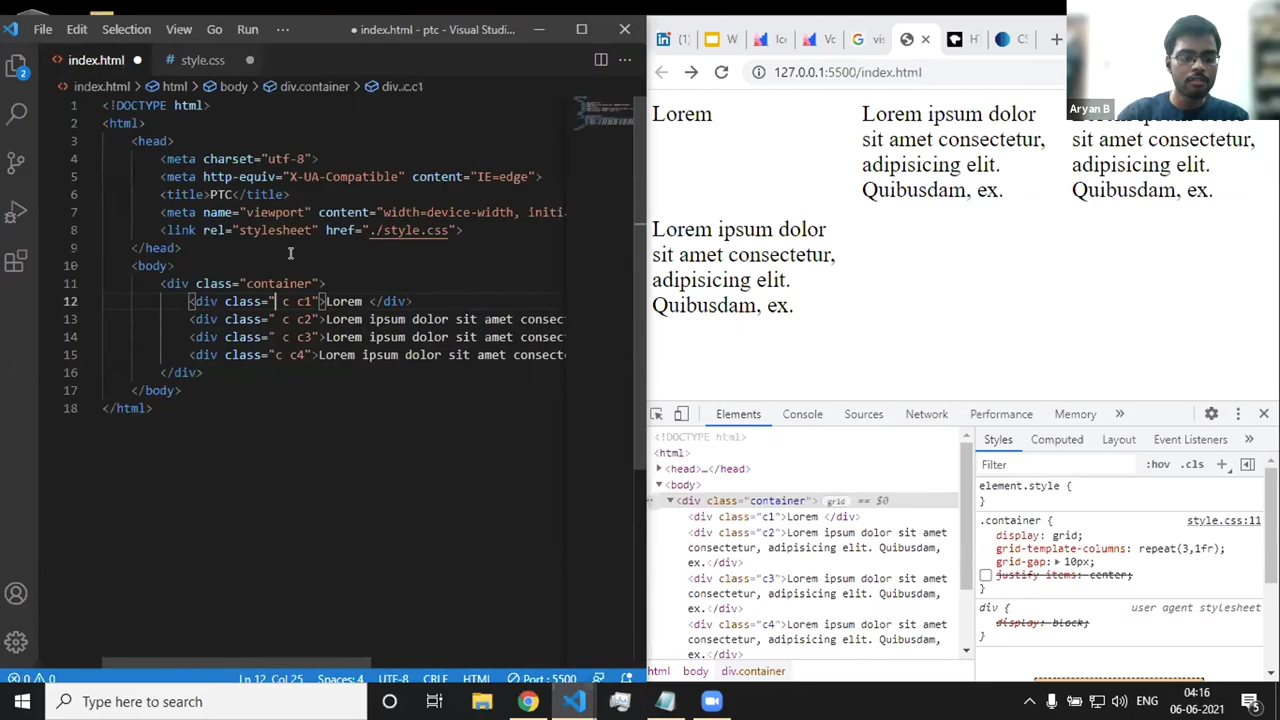 File Edit Selection View Go Run ··· ● index.html - ptc - Visual Studi...
index.html ●
style.css ●
index.html > html > body > div.container > div..c.c1
1 <!DOCTYPE html>
2 <html>
3 <head>
4 <meta charset="utf-8">
5 <meta http-equiv="X-UA-Compatible" content="IE=edge">
6 <title>PTC</title>
7 <meta name="viewport" content="width=device-width, initia
8 <link rel="stylesheet" href="./style.css">
9 </head>
10 <body>
11 <div class="container">
12 <div class=" c c1">Lorem </div>
13 <div class=" c c2">Lorem ipsum dolor sit amet consec
14 <div class=" c c3">Lorem ipsum dolor sit amet consec
15 <div class=" c c4">Lorem ipsum dolor sit amet consect
16 </div>
17 </body>
18 </html>
2
0 0 Ln 12, Col 25 Spaces: 4 UTF-8 CRLF HTML Port : 5500
(1) W Ice Vc vis H CS
127.0.0.1:5500/index.html
Aryan B
Lorem
Lorem ipsum dolor
sit amet consectetur,
adipisicing elit.
Quibusdam, ex.
Lorem ipsum dolor
sit amet consectetur,
adipisicing elit.
Quibusdam, ex.
Lorem ipsum dolor
sit amet consectetur,
adipisicing elit.
Quibusdam, ex.
Elements Console Sources Network Performance Memory »
<!DOCTYPE html>
<html>
<head>…</head>
<body>
<div class="container"> grid == $0
<div class="c1">Lorem </div>
<div class="c2">Lorem ipsum dolor sit amet
consectetur, adipisicing elit. Quibusdam,
ex.</div>
<div class="c3">Lorem ipsum dolor sit amet
consectetur, adipisicing elit. Quibusdam,
ex.</div>
<div class="c4">Lorem ipsum dolor sit amet
consectetur, adipisicing elit. Quibusdam,
ex.</div>
html body div.container
Styles Computed Layout Event Listeners »
Filter :hov .cls +
element.style {
}
.container { style.css:11
display: grid;
grid-template-columns: repeat(3,1fr);
grid-gap: 10px;
justify items: center;
}
div { user agent stylesheet
display: block;
}
Type here to search
ENG
04:16
06-06-2021
5